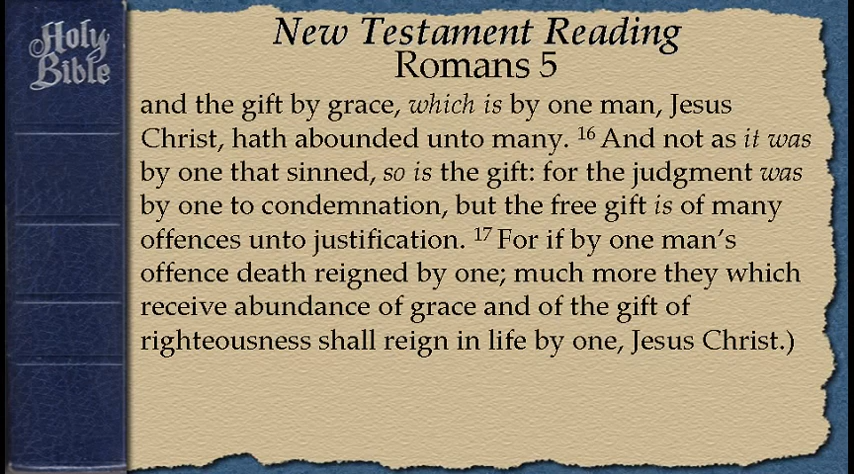 Holy
Bible
New Testament Reading
Romans 5
and the gift by grace, which is by one man, Jesus
Christ, hath abounded unto many. 16 And not as it was
by one that sinned, so is the gift: for the judgment was
by one to condemnation, but the free gift is of many
offences unto justification. 17 For if by one man’s
offence death reigned by one; much more they which
receive abundance of grace and of the gift of
righteousness shall reign in life by one, Jesus Christ.)